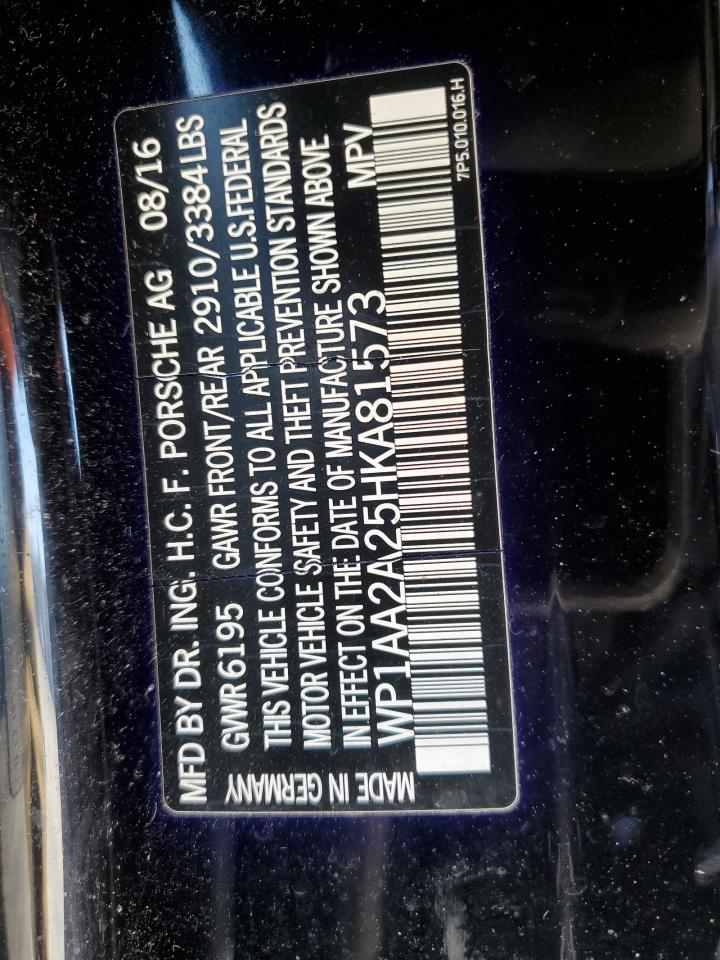 MFD BY DR. ING. H.C. F. PORSCHE AG 08/16
GVWR 6195 GAWR FRONT/REAR 2910/3384LBS
THIS VEHICLE CONFORMS TO ALL APPLICABLE U.S.FEDERAL
MOTOR VEHICLE SAFETY AND THEFT PREVENTION STANDARDS
IN EFFECT ON THE DATE OF MANUFACTURE SHOWN ABOVE
WP1AA2A25HKA81573 MPV
MADE IN GERMANY
7P5.010.016.H